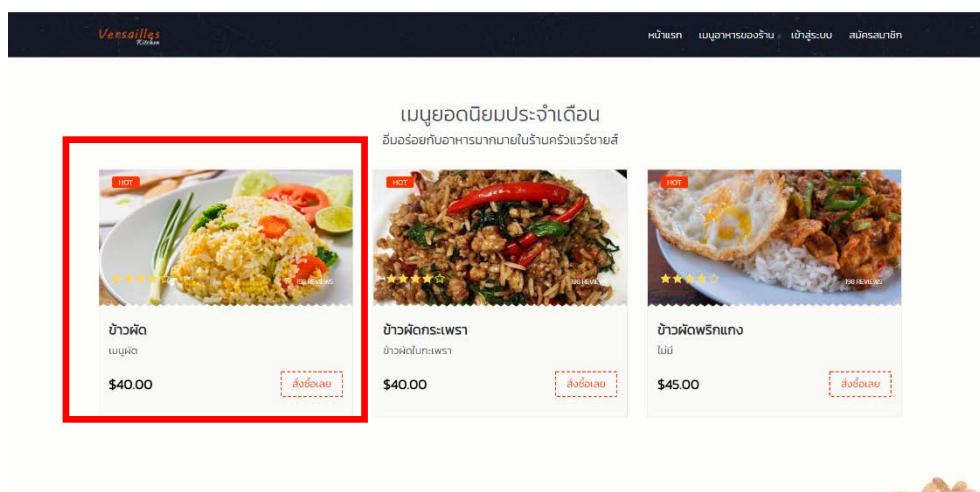 Versailles
Kitchen
หน้าแรก เมนูอาหารของร้าน เข้าสู่ระบบ สมัครสมาชิก
เมนูยอดนิยมประจำเดือน
อิ่มอร่อยกับอาหารมากมายในร้านครัวแวร์ซายส์
HOT
198 REVIEWS
ข้าวผัด
เมนูผัด
$40.00
สั่งซื้อเลย
HOT
198 REVIEWS
ข้าวผัดกระเพรา
ข้าวผัดใบกะเพรา
$40.00
สั่งซื้อเลย
HOT
198 REVIEWS
ข้าวผัดพริกแกง
ไม่มี
$45.00
สั่งซื้อเลย